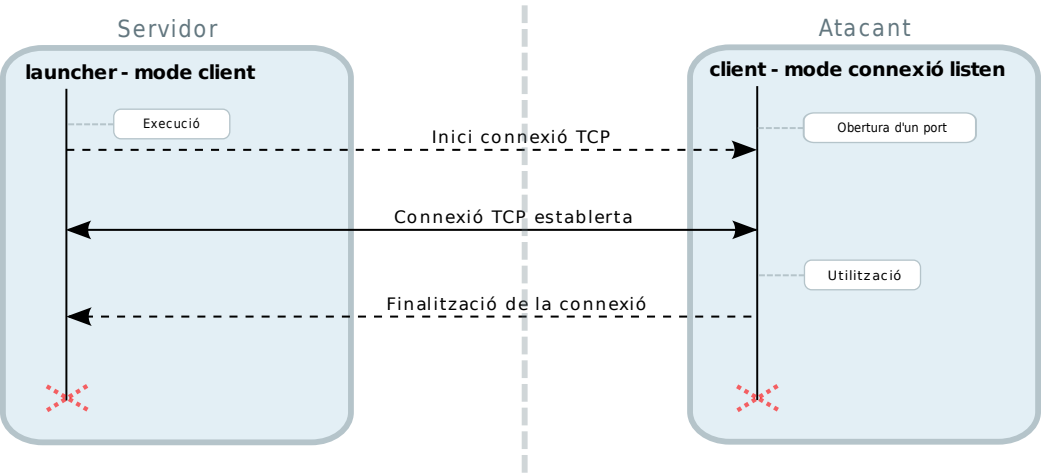 Servidor
Atacant
launcher - mode client
client - mode connexió listen
Execució
Obertura d'un port
Inici connexió TCP
Connexió TCP establerta
Utilització
Finalització de la connexió